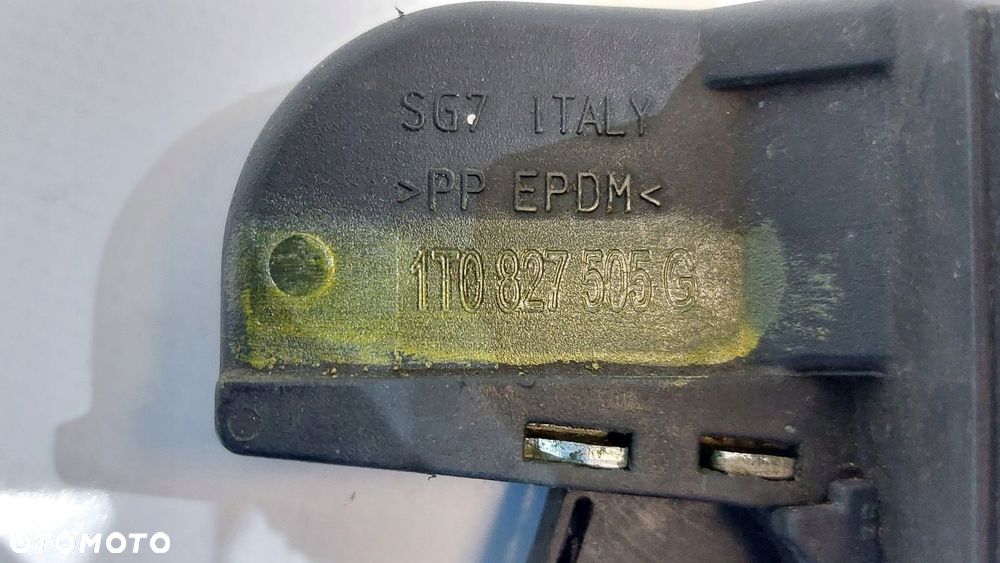 SG7 ITALY
>PP EPDM<
1T0 827 505 G
OTOMOTO